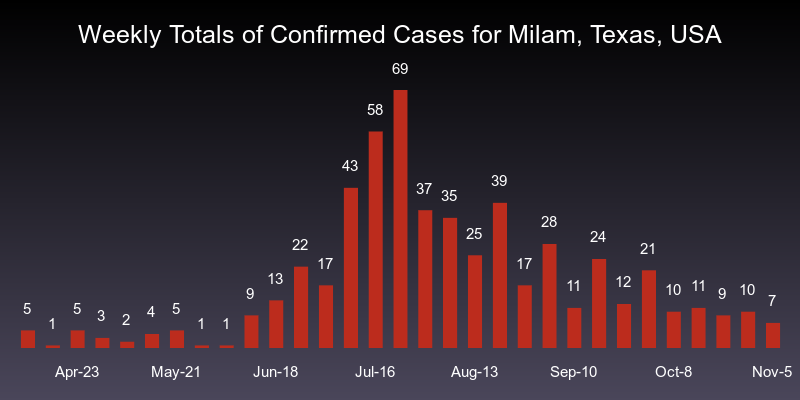 Weekly Totals of Confirmed Cases for Milam, Texas, USA
5 1 5 3 2 4 5 1 1 9 13 22 17 43 58 69 37 35 25 39 17 28 11 24 12 21 10 11 9 10 7
Apr-23 May-21 Jun-18 Jul-16 Aug-13 Sep-10 Oct-8 Nov-5